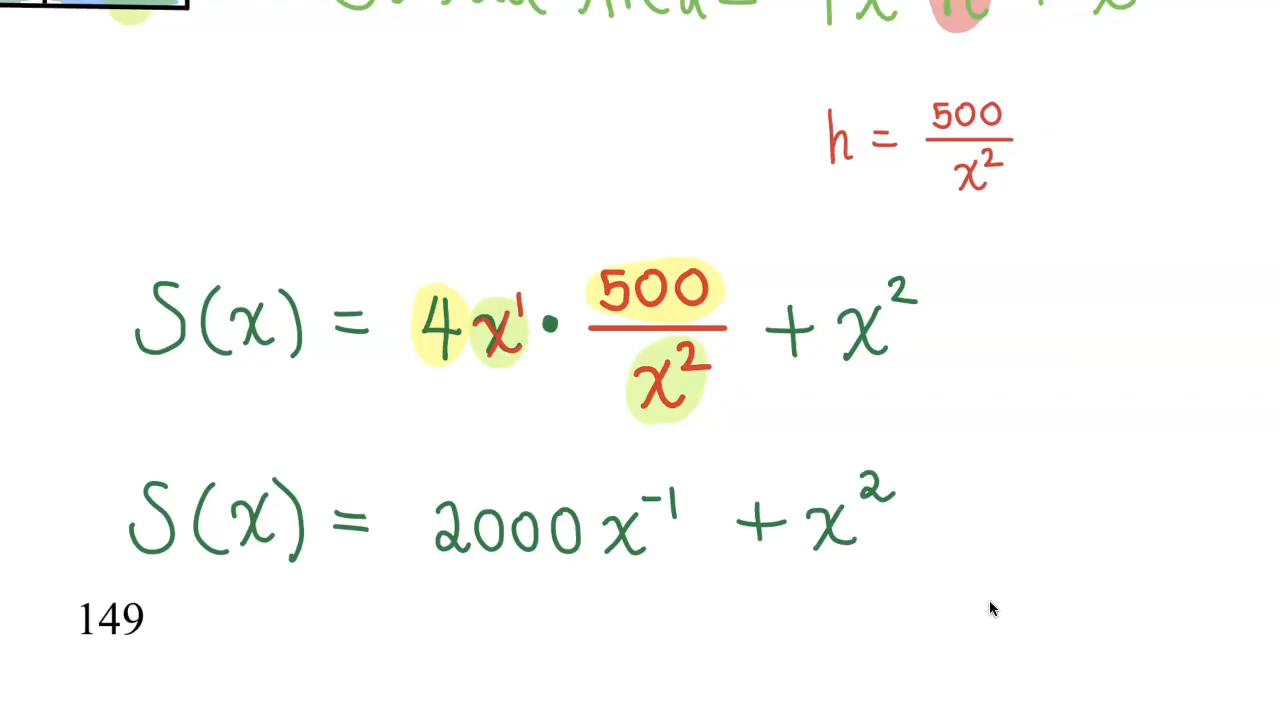 h = 500/x²
S(x) = 4x¹ · 500/x² + x²
S(x) = 2000x⁻¹ + x²
149